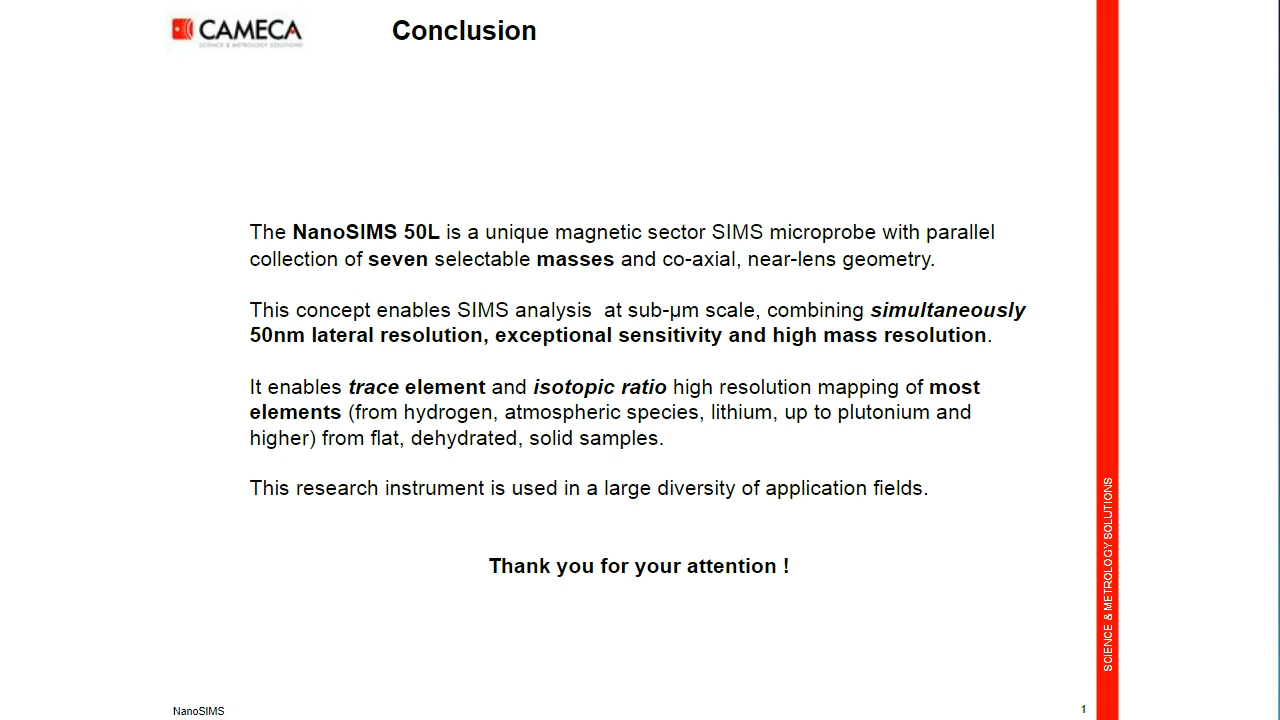 CAMECA
SCIENCE & METROLOGY SOLUTIONS
Conclusion
The NanoSIMS 50L is a unique magnetic sector SIMS microprobe with parallel
collection of seven selectable masses and co-axial, near-lens geometry.
This concept enables SIMS analysis  at sub-µm scale, combining simultaneously
50nm lateral resolution, exceptional sensitivity and high mass resolution.
It enables trace element and isotopic ratio high resolution mapping of most
elements (from hydrogen, atmospheric species, lithium, up to plutonium and
higher) from flat, dehydrated, solid samples.
This research instrument is used in a large diversity of application fields.
Thank you for your attention !
SCIENCE & METROLOGY SOLUTIONS
NanoSIMS
1